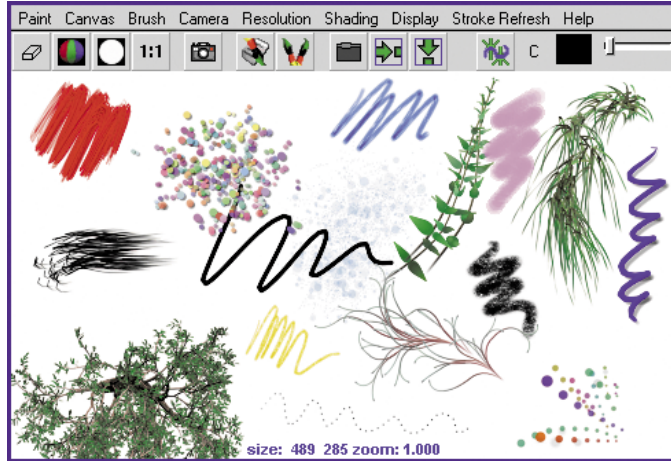 Paint Canvas Brush Camera Resolution Shading Display Stroke Refresh Help
1:1 C
size: 489 285 zoom: 1.000